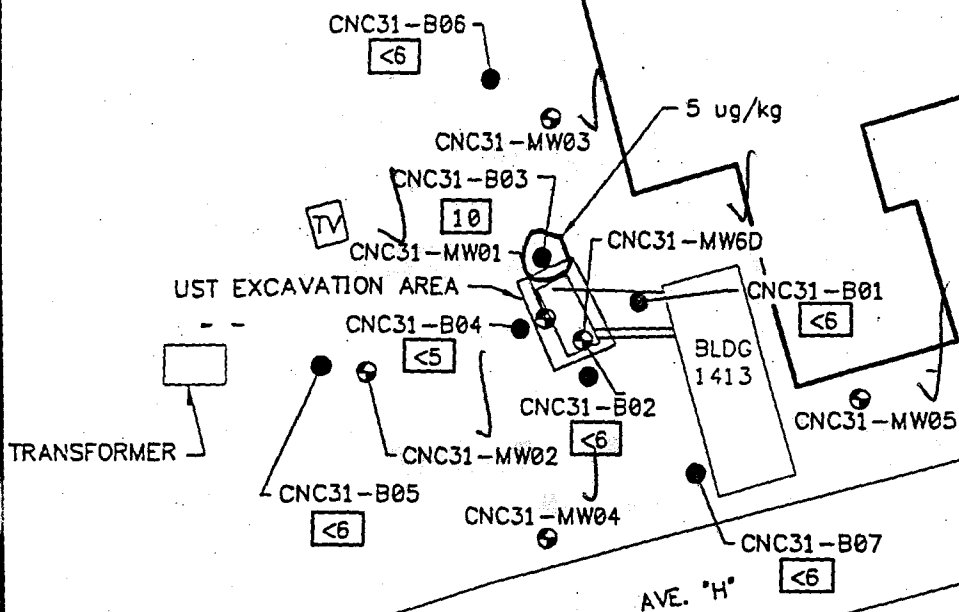 CNC31-B06
<6
5 ug/kg
CNC31-MW03
CNC31-B03
10
TV
CNC31-MW01
CNC31-MW6D
UST EXCAVATION AREA
CNC31-B01
<6
CNC31-B04
<5
BLDG
1413
CNC31-B02
<6
CNC31-MW05
TRANSFORMER
CNC31-MW02
CNC31-B05
<6
CNC31-MW04
CNC31-B07
<6
AVE. "H"